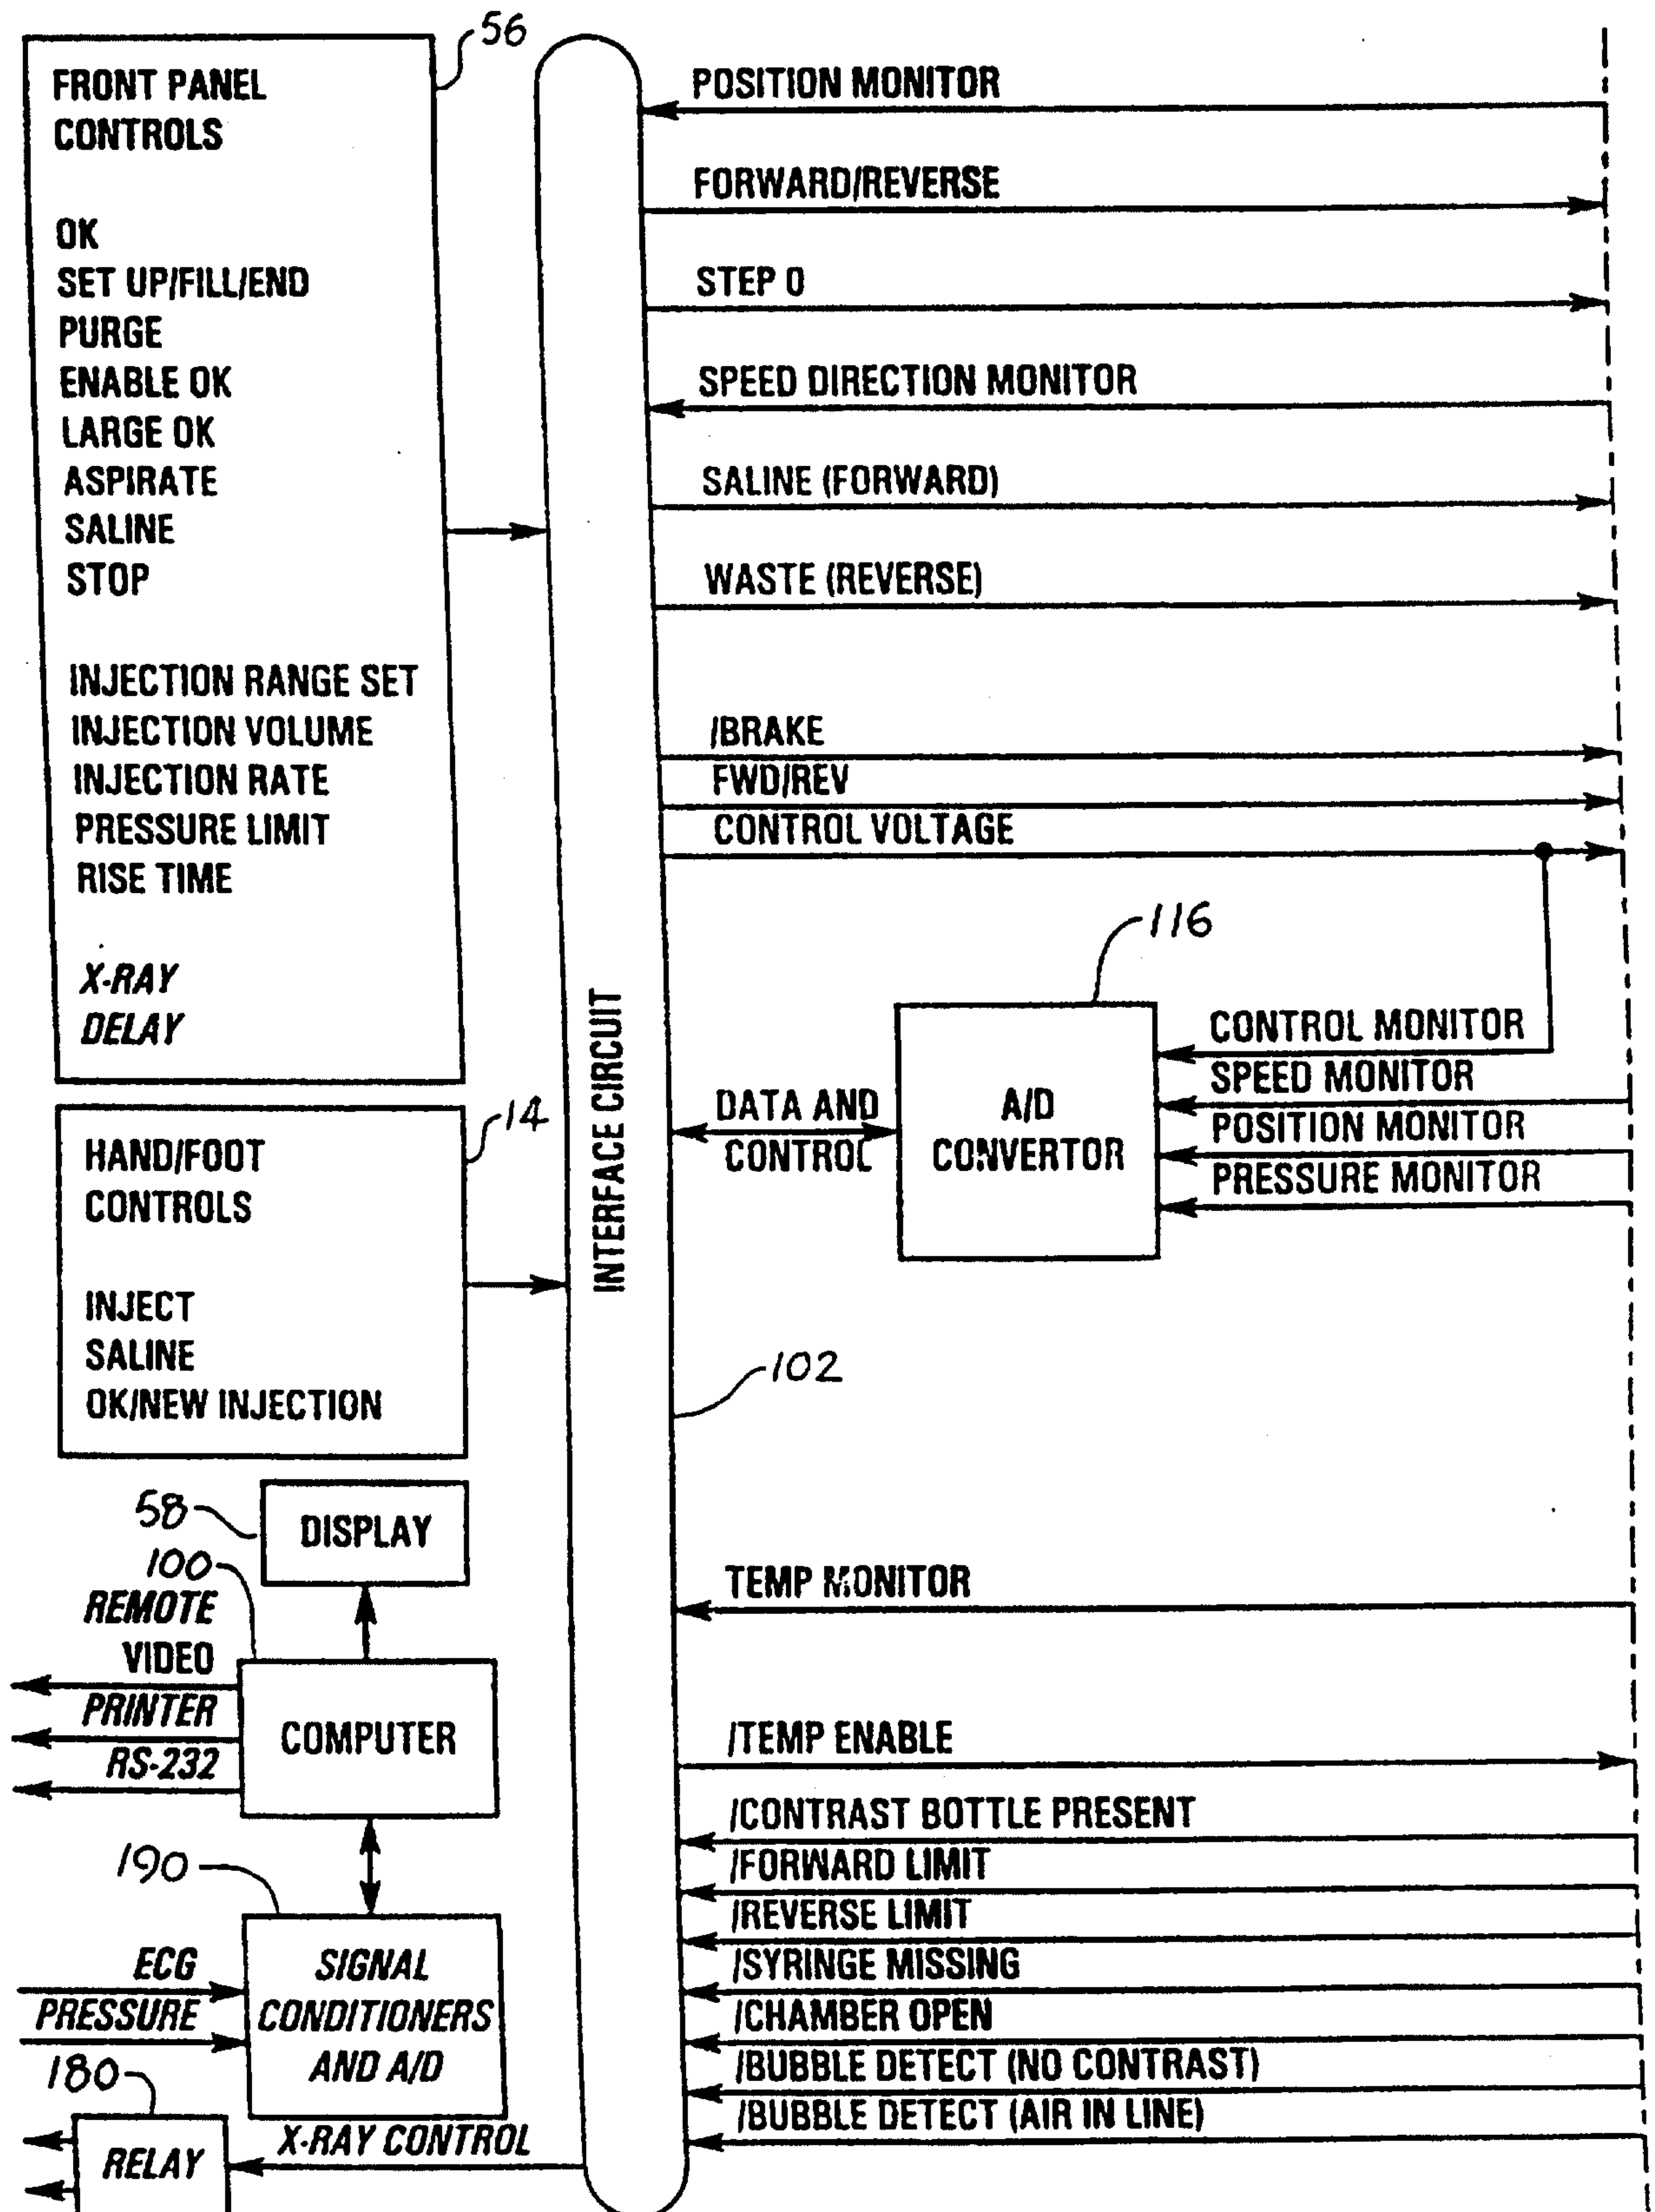 56
FRONT PANEL
CONTROLS
OK
SET UP/FILL/END
PURGE
ENABLE OK
LARGE OK
ASPIRATE
SALINE
STOP
INJECTION RANGE SET
INJECTION VOLUME
INJECTION RATE
PRESSURE LIMIT
RISE TIME
X-RAY
DELAY
14
HAND/FOOT
CONTROLS
INJECT
SALINE
OK/NEW INJECTION
58
DISPLAY
100
REMOTE
VIDEO
PRINTER
RS-232
COMPUTER
190
ECG
PRESSURE
SIGNAL
CONDITIONERS
AND A/D
180
RELAY
X-RAY CONTROL
INTERFACE CIRCUIT
102
POSITION MONITOR
FORWARD/REVERSE
STEP 0
SPEED DIRECTION MONITOR
SALINE (FORWARD)
WASTE (REVERSE)
/BRAKE
FWD/REV
CONTROL VOLTAGE
116
DATA AND
CONTROL
A/D
CONVERTOR
CONTROL MONITOR
SPEED MONITOR
POSITION MONITOR
PRESSURE MONITOR
TEMP MONITOR
/TEMP ENABLE
/CONTRAST BOTTLE PRESENT
/FORWARD LIMIT
/REVERSE LIMIT
/SYRINGE MISSING
/CHAMBER OPEN
/BUBBLE DETECT (NO CONTRAST)
/BUBBLE DETECT (AIR IN LINE)